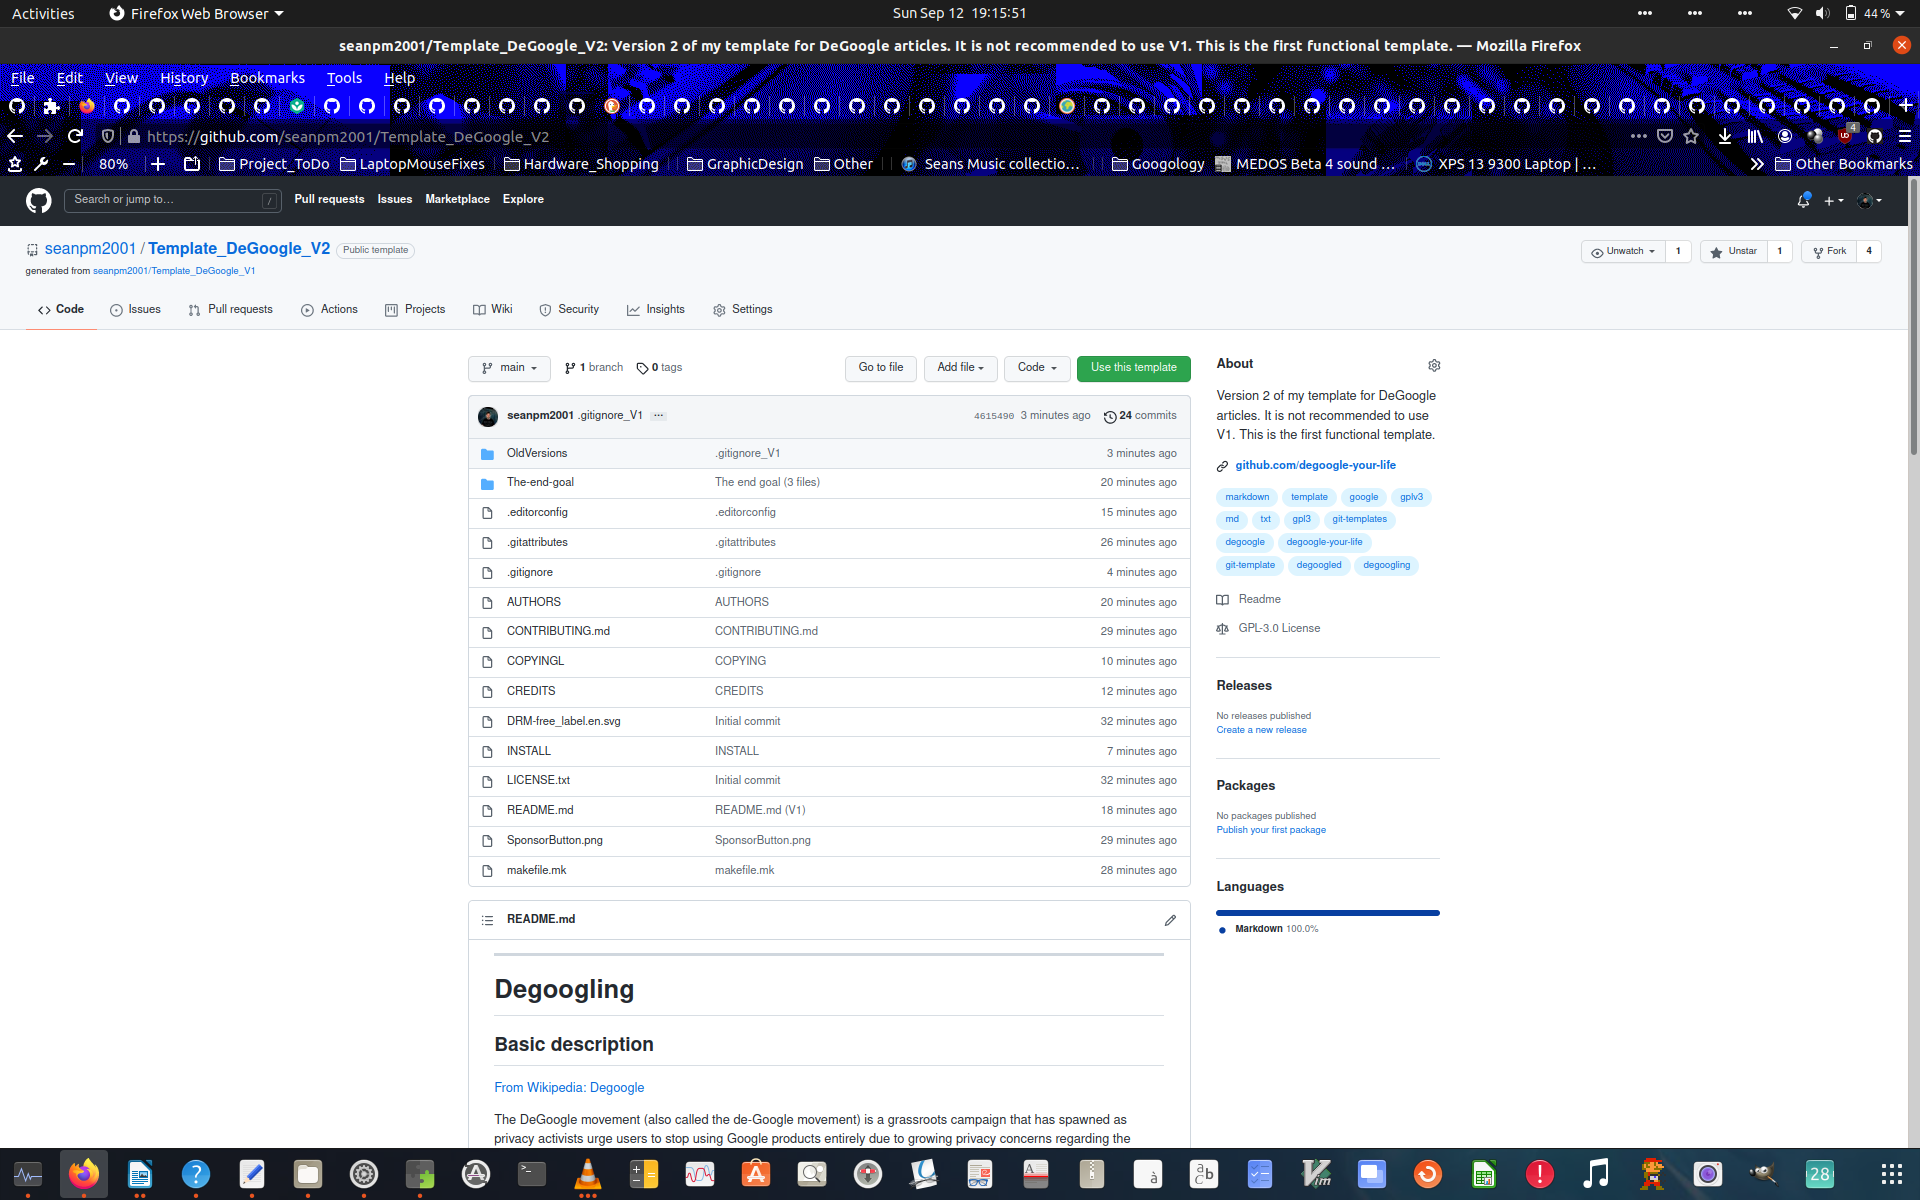 Activities Firefox Web Browser Sun Sep 12 19:15:51 44 %
seanpm2001/Template_DeGoogle_V2: Version 2 of my template for DeGoogle articles. It is not recommended to use V1. This is the first functional template. — Mozilla Firefox
File Edit View History Bookmarks Tools Help
https://github.com/seanpm2001/Template_DeGoogle_V2 4
80% Project_ToDo LaptopMouseFixes Hardware_Shopping GraphicDesign Other Seans Music collectio… Googology MEDOS Beta 4 sound … XPS 13 9300 Laptop | … Other Bookmarks
Search or jump to… / Pull requests Issues Marketplace Explore
seanpm2001 / Template_DeGoogle_V2 Public template Unwatch 1 Unstar 1 Fork 4
generated from seanpm2001/Template_DeGoogle_V1
Code Issues Pull requests Actions Projects Wiki Security Insights Settings
main 1 branch 0 tags Go to file Add file Code Use this template
seanpm2001 .gitignore_V1 ... 4615490 3 minutes ago 24 commits
OldVersions .gitignore_V1 3 minutes ago
The-end-goal The end goal (3 files) 20 minutes ago
.editorconfig .editorconfig 15 minutes ago
.gitattributes .gitattributes 26 minutes ago
.gitignore .gitignore 4 minutes ago
AUTHORS AUTHORS 20 minutes ago
CONTRIBUTING.md CONTRIBUTING.md 29 minutes ago
COPYINGL COPYING 10 minutes ago
CREDITS CREDITS 12 minutes ago
DRM-free_label.en.svg Initial commit 32 minutes ago
INSTALL INSTALL 7 minutes ago
LICENSE.txt Initial commit 32 minutes ago
README.md README.md (V1) 18 minutes ago
SponsorButton.png SponsorButton.png 29 minutes ago
makefile.mk makefile.mk 28 minutes ago
README.md
Degoogling
Basic description
From Wikipedia: Degoogle
The DeGoogle movement (also called the de-Google movement) is a grassroots campaign that has spawned as
privacy activists urge users to stop using Google products entirely due to growing privacy concerns regarding the
About
Version 2 of my template for DeGoogle
articles. It is not recommended to use
V1. This is the first functional template.
github.com/degoogle-your-life
markdown template google gplv3
md txt gpl3 git-templates
degoogle degoogle-your-life
git-template degoogled degoogling
Readme
GPL-3.0 License
Releases
No releases published
Create a new release
Packages
No packages published
Publish your first package
Languages
Markdown 100.0%
28